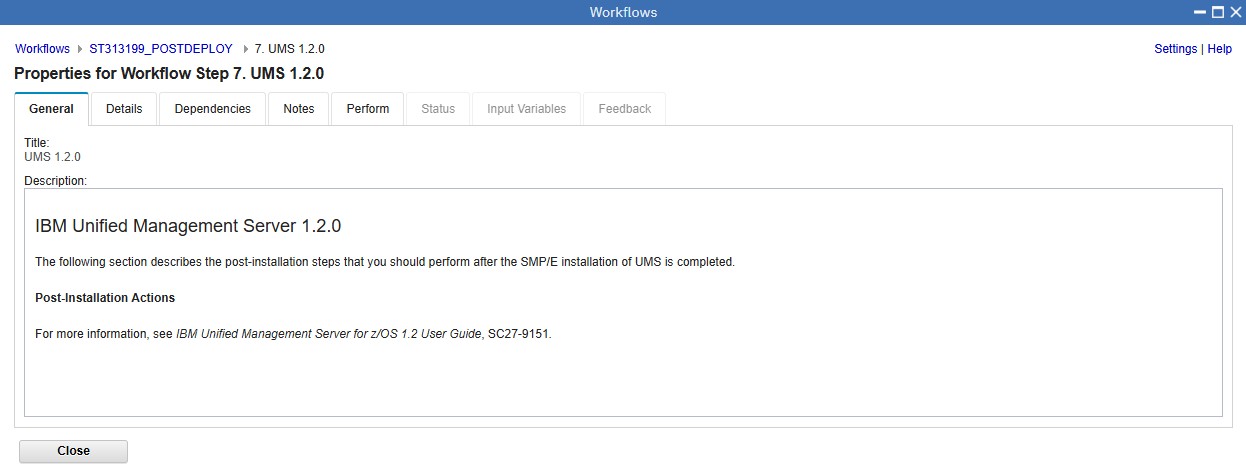 Workflows
Workflows ▸ ST313199_POSTDEPLOY ▸ 7. UMS 1.2.0 Settings | Help
Properties for Workflow Step 7. UMS 1.2.0
General Details Dependencies Notes Perform Status Input Variables Feedback
Title:
UMS 1.2.0
Description:
IBM Unified Management Server 1.2.0
The following section describes the post-installation steps that you should perform after the SMP/E installation of UMS is completed.
Post-Installation Actions
For more information, see IBM Unified Management Server for z/OS 1.2 User Guide, SC27-9151.
Close